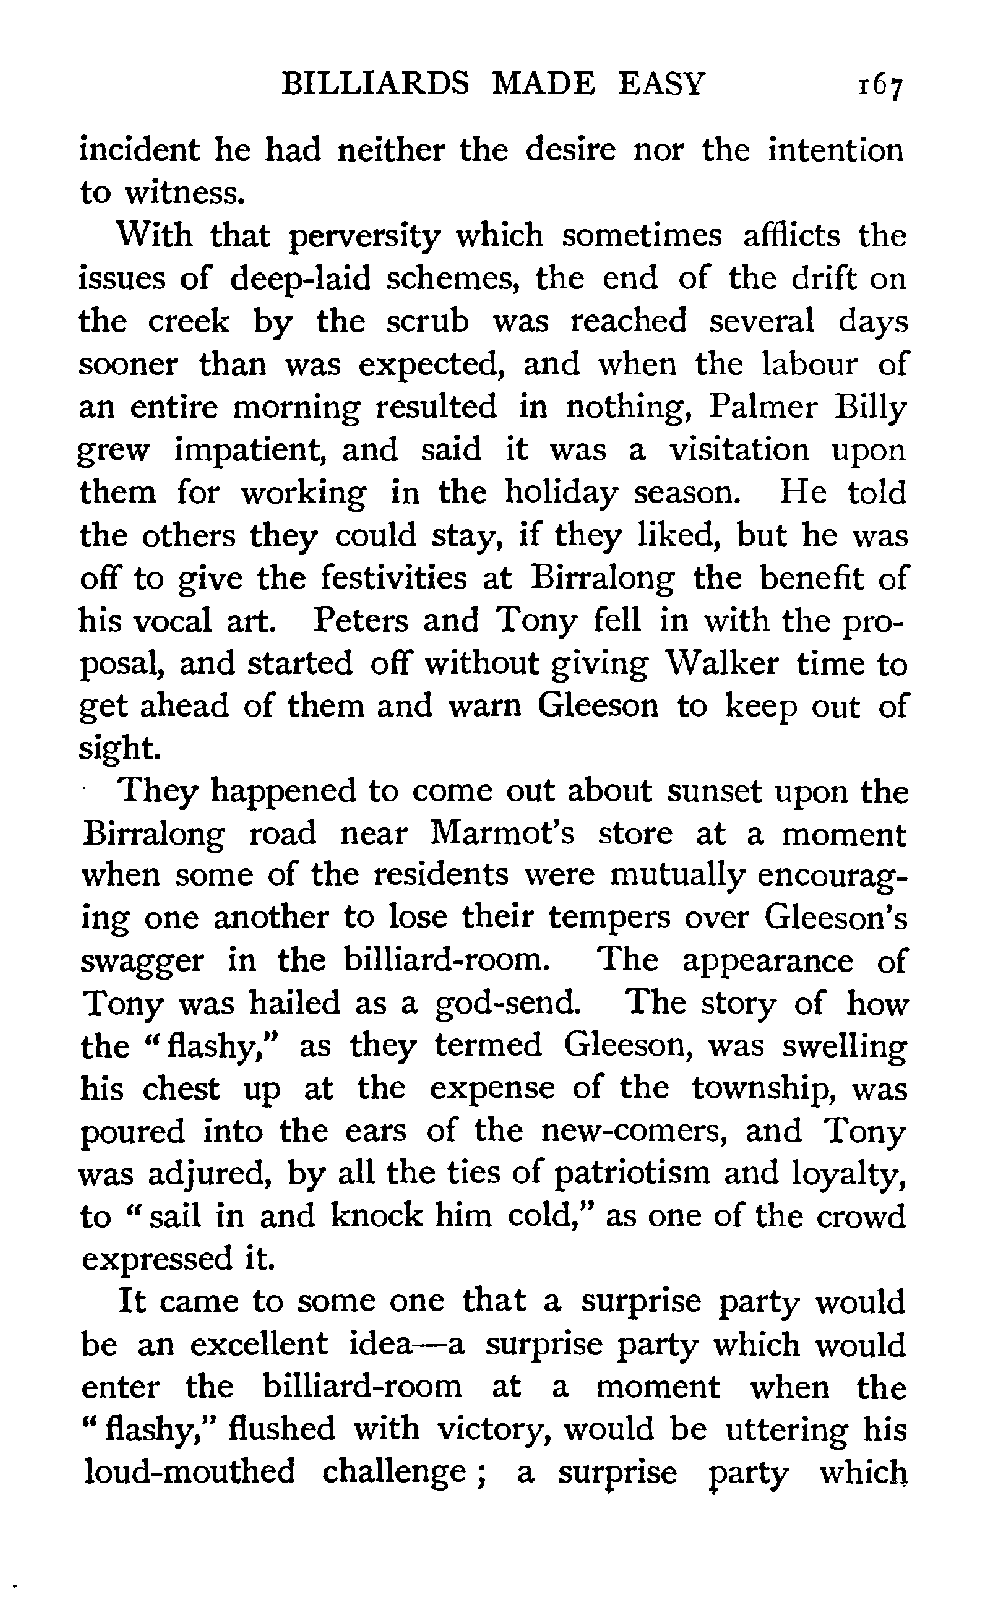 BILLIARDS MADE EASY 167
incident he had neither the desire nor the intention
to witness.
With that perversity which sometimes afflicts the
issues of deep-laid schemes, the end of the drift on
the creek by the scrub was reached several days
sooner than was expected, and when the labour of
an entire morning resulted in nothing, Palmer Billy
grew impatient, and said it was a visitation upon
them for working in the holiday season. He told
the others they could stay, if they liked, but he was
off to give the festivities at Birralong the benefit of
his vocal art. Peters and Tony fell in with the pro-
posal, and started off without giving Walker time to
get ahead of them and warn Gleeson to keep out of
sight.
They happened to come out about sunset upon the
Birralong road near Marmot's store at a moment
when some of the residents were mutually encourag-
ing one another to lose their tempers over Gleeson's
swagger in the billiard-room. The appearance of
Tony was hailed as a god-send. The story of how
the "flashy," as they termed Gleeson, was swelling
his chest up at the expense of the township, was
poured into the ears of the new-comers, and Tony
was adjured, by all the ties of patriotism and loyalty,
to "sail in and knock him cold," as one of the crowd
expressed it.
It came to some one that a surprise party would
be an excellent idea—a surprise party which would
enter the billiard-room at a moment when the
"flashy," flushed with victory, would be uttering his
loud-mouthed challenge ; a surprise party which